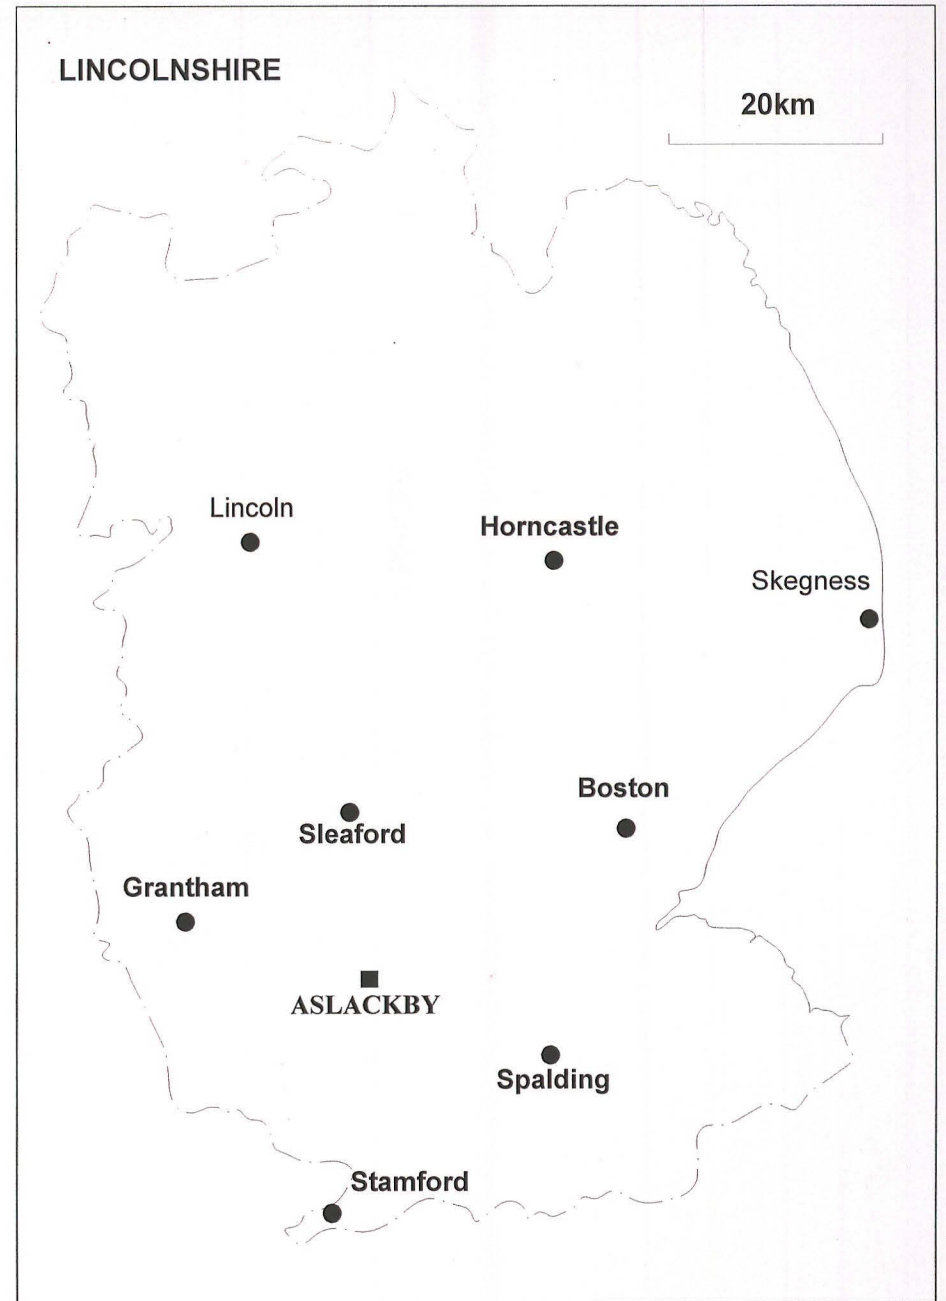 LINCOLNSHIRE
20km
Lincoln
Horncastle
Skegness
Boston
Sleaford
Grantham
ASLACKBY
Spalding
Stamford